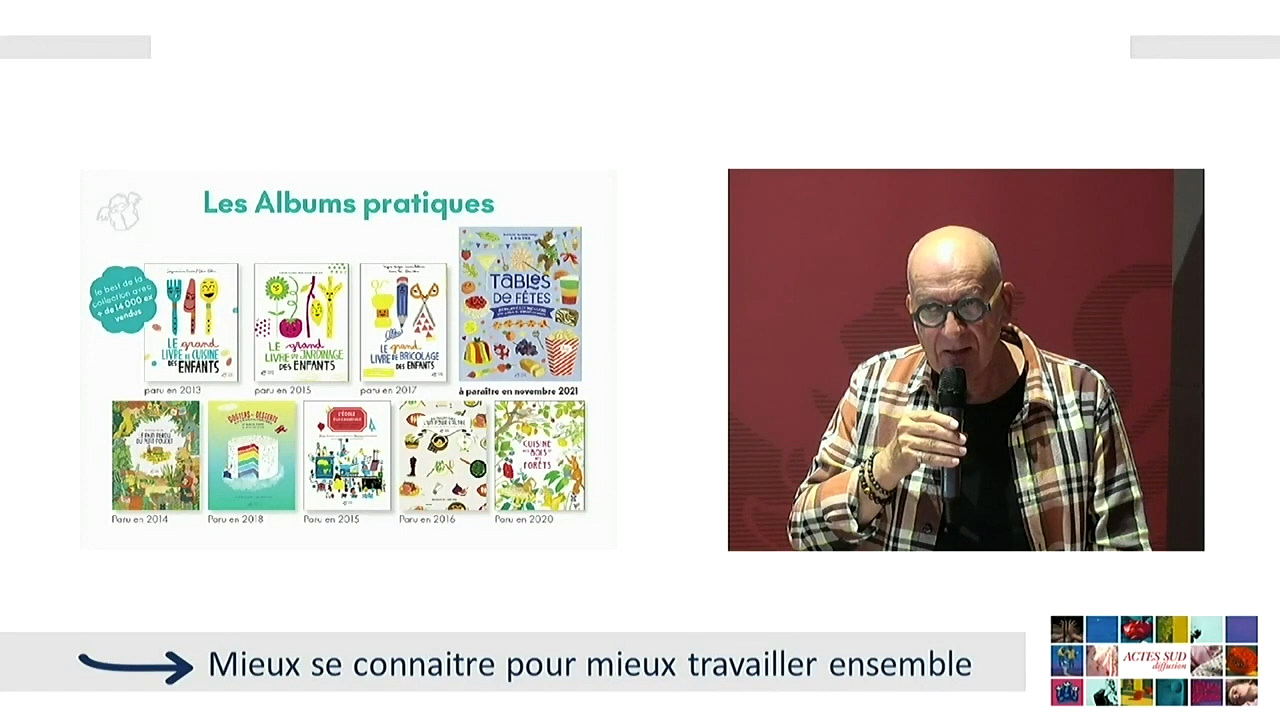 Les Albums pratiques
le best de la
collection avec
+ de 14 000 ex
vendus
LE grand
LIVRE DE CUISINE
DES ENFANTS
paru en 2013
LE grand
LIVRE DU JARDINAGE
DES ENFANTS
paru en 2015
LE grand
LIVRE DE BRICOLAGE
DES ENFANTS
paru en 2017
TABLES
DE FÊTES
à paraître en novembre 2021
Paru en 2014
Paru en 2018
Paru en 2015
Paru en 2016
CUISINE
DES BOIS ET
DES FORÊTS
Paru en 2020
Mieux se connaitre pour mieux travailler ensemble
ACTES SUD
diffusion